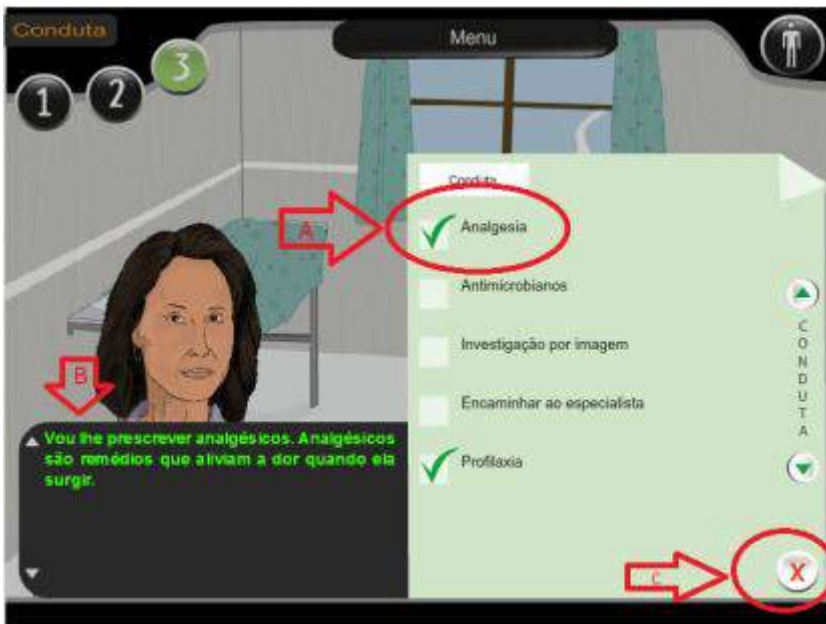 Conduta
Menu
1
2
3
Conduta
A
Analgesia
Antimicrobianos
Investigação por imagem
Encaminhar ao especialista
Profilaxia
CONDUTA
B
Vou lhe prescrever analgésicos. Analgésicos
são remédios que aliviam a dor quando ela
surgir.
C
X